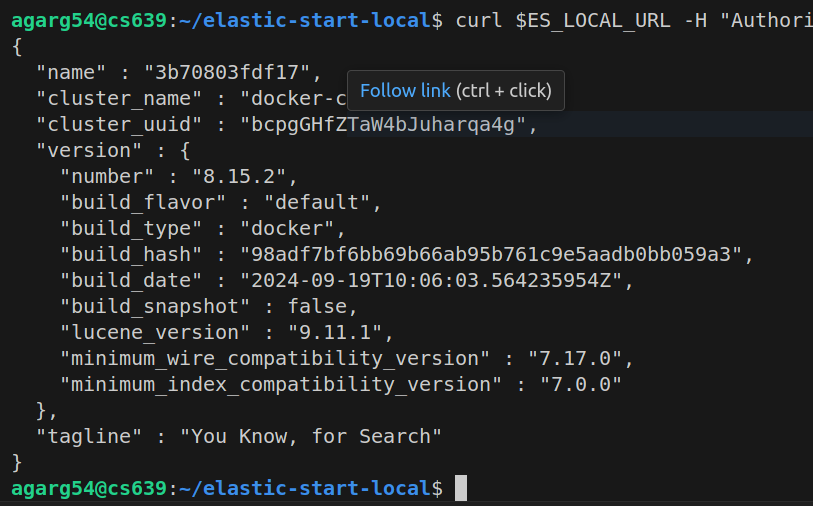 agarg54@cs639:~/elastic-start-local$ curl $ES_LOCAL_URL -H "Authori
{
  "name" : "3b70803fdf17",
  "cluster_name" : "docker-c
Follow link (ctrl + click)
  "cluster_uuid" : "bcpgGHfZTaW4bJuharqa4g",
  "version" : {
    "number" : "8.15.2",
    "build_flavor" : "default",
    "build_type" : "docker",
    "build_hash" : "98adf7bf6bb69b66ab95b761c9e5aadb0bb059a3",
    "build_date" : "2024-09-19T10:06:03.564235954Z",
    "build_snapshot" : false,
    "lucene_version" : "9.11.1",
    "minimum_wire_compatibility_version" : "7.17.0",
    "minimum_index_compatibility_version" : "7.0.0"
  },
  "tagline" : "You Know, for Search"
}
agarg54@cs639:~/elastic-start-local$